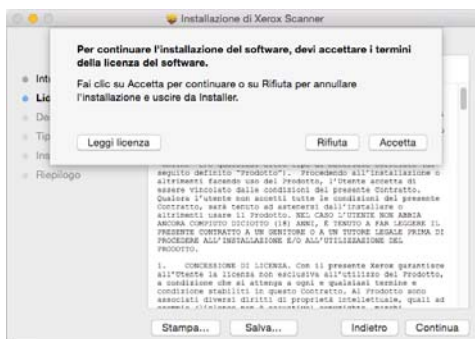 Installazione di Xerox Scanner
Per continuare l'installazione del software, devi accettare i termini
della licenza del software.
Fai clic su Accetta per continuare o su Rifiuta per annullare
l'installazione e uscire da Installer.
Leggi licenza
Rifiuta
Accetta
Int
Lic
De
Tip
Ins
Riepilogo
seguito definito "Prodotto"). Procedendo all'installazione o
altrimenti facendo uso del Prodotto, l'Utente accetta di
essere vincolato dalle condizioni del presente Contratto.
Qualora l'utente non accetti tutte le condizioni del presente
Contratto, sarà tenuto ad astenersi dall'installare o
altrimenti usare il Prodotto. NEL CASO L'UTENTE NON ABBIA
ANCORA COMPIUTO DICIOTTO (18) ANNI, È TENUTO A FAR LEGGERE IL
PRESENTE CONTRATTO A UN GENITORE O A UN TUTORE LEGALE PRIMA DI
PROCEDERE ALL'INSTALLAZIONE E/O ALL'UTILIZZAZIONE DEL
PRODOTTO.
1. CONCESSIONE DI LICENZA. Con il presente Xerox garantisce
all'Utente la licenza non esclusiva all'utilizzo del Prodotto,
a condizione che si attenga a ogni e qualsiasi termine e
condizione stabiliti in questo Contratto. Al Prodotto sono
associati diversi diritti di proprietà intellettuale, quali ad
Stampa...
Salva...
Indietro
Continua